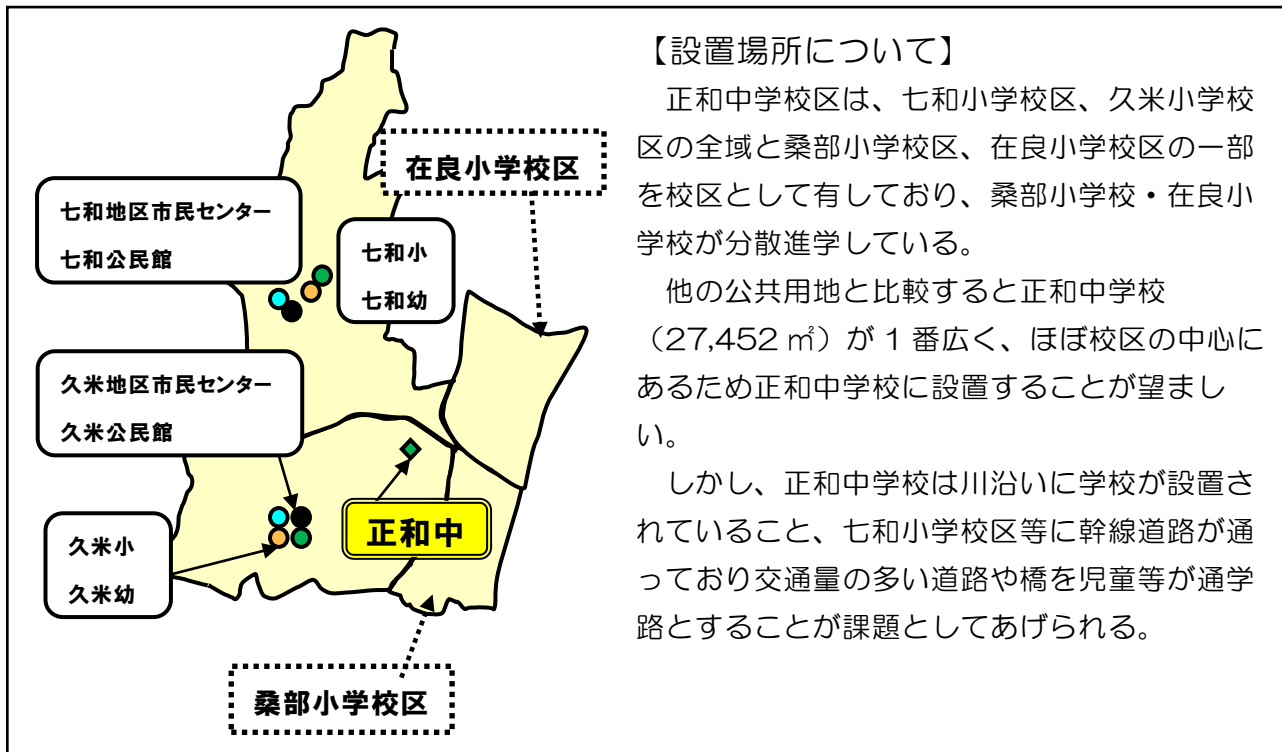 【設置場所について】
　正和中学校区は、七和小学校区、久米小学校
区の全域と桑部小学校区、在良小学校区の一部
を校区として有しており、桑部小学校・在良小
学校が分散進学している。
　他の公共用地と比較すると正和中学校
（27,452 ㎡）が 1 番広く、ほぼ校区の中心に
あるため正和中学校に設置することが望まし
い。
　しかし、正和中学校は川沿いに学校が設置さ
れていること、七和小学校区等に幹線道路が通
っており交通量の多い道路や橋を児童等が通学
路とすることが課題としてあげられる。
在良小学校区
七和地区市民センター
七和公民館
七和小
七和幼
久米地区市民センター
久米公民館
正和中
久米小
久米幼
桑部小学校区